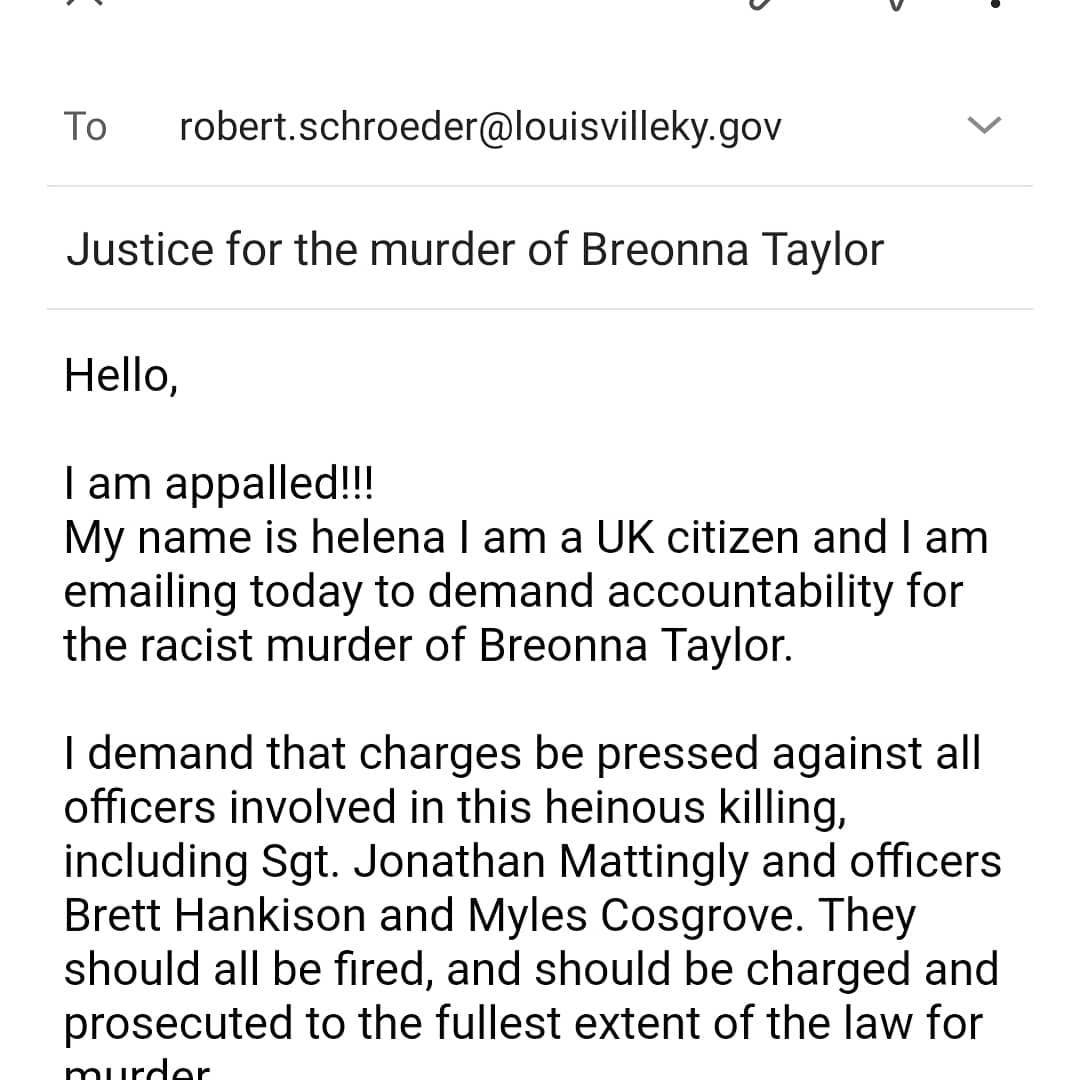 To robert.schroeder@louisvilleky.gov
Justice for the murder of Breonna Taylor
Hello,
I am appalled!!!
My name is helena I am a UK citizen and I am
emailing today to demand accountability for
the racist murder of Breonna Taylor.
I demand that charges be pressed against all
officers involved in this heinous killing,
including Sgt. Jonathan Mattingly and officers
Brett Hankison and Myles Cosgrove. They
should all be fired, and should be charged and
prosecuted to the fullest extent of the law for
murder